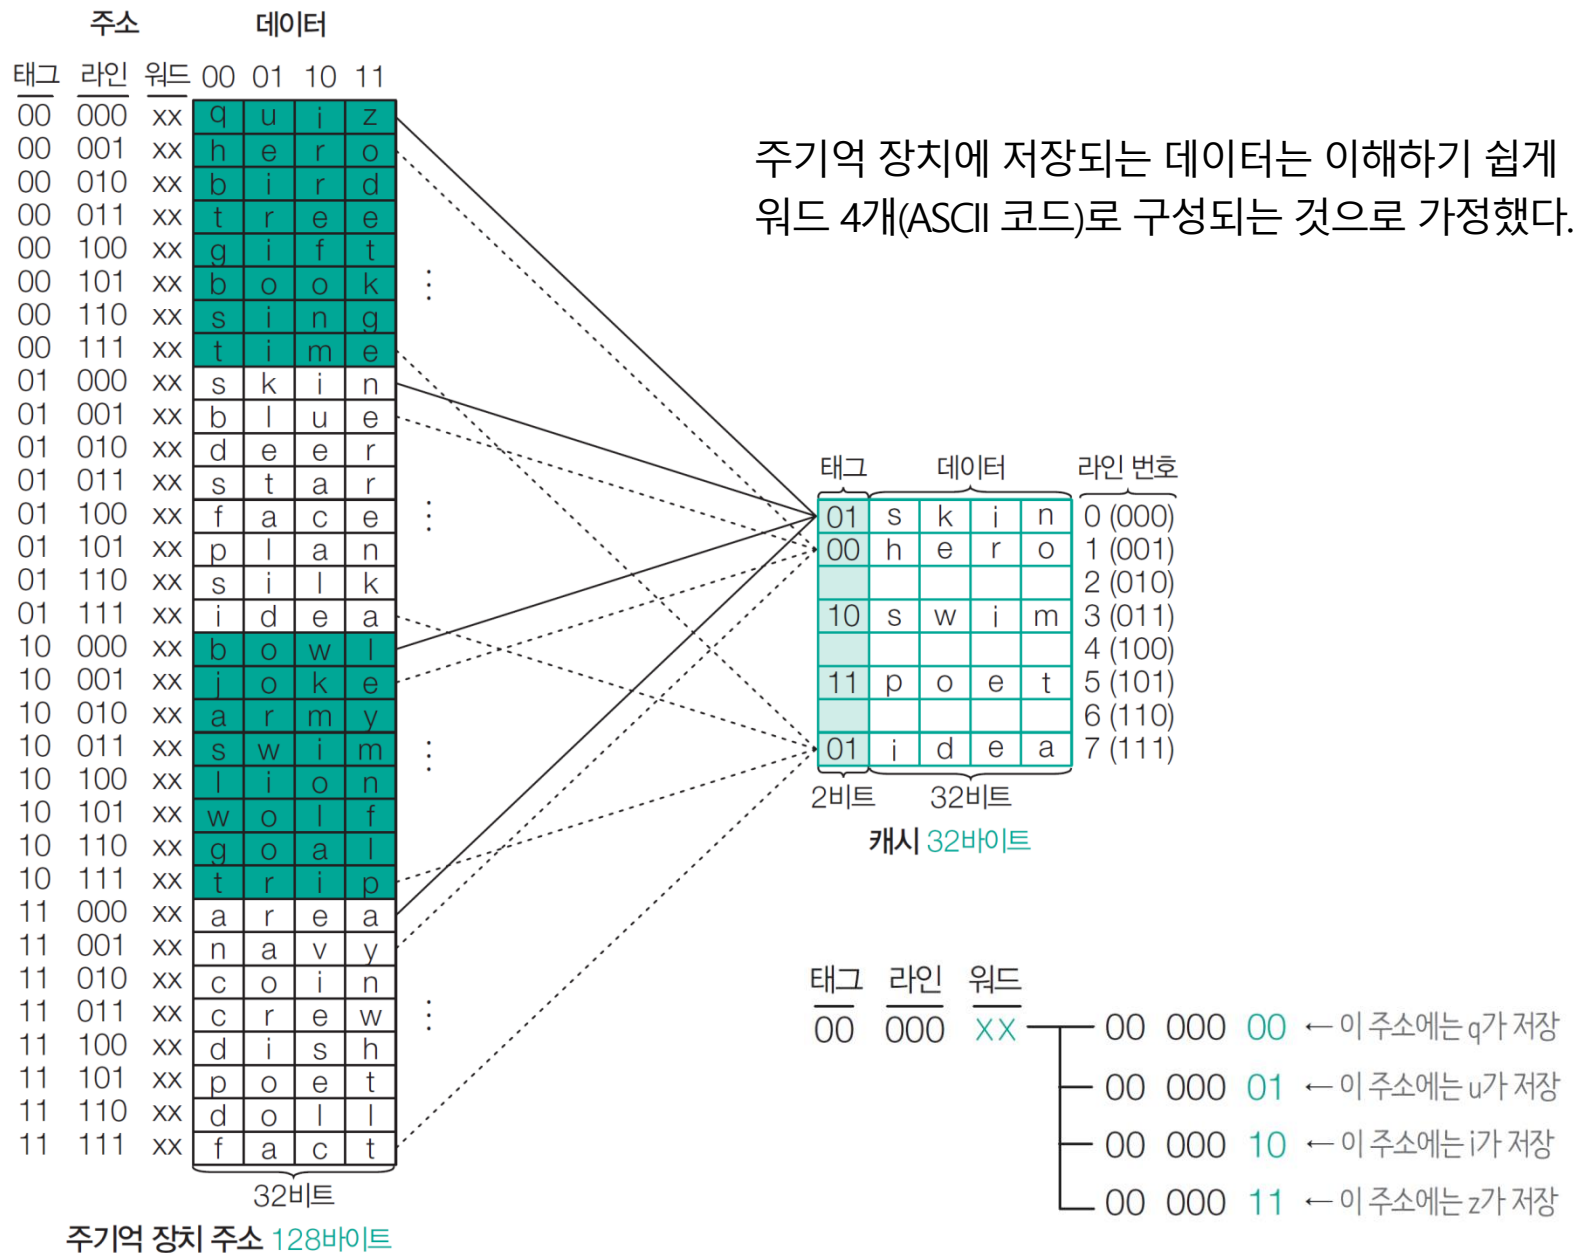 주소 데이터
태그 라인 워드 00 01 10 11
00 000 xx q u i z
00 001 xx h e r o
00 010 xx b i r d
00 011 xx t r e e
00 100 xx g i f t
00 101 xx b o o k
00 110 xx s i n g
00 111 xx t i m e
01 000 xx s k i n
01 001 xx b l u e
01 010 xx d e e r
01 011 xx s t a r
01 100 xx f a c e
01 101 xx p l a n
01 110 xx s i l k
01 111 xx i d e a
10 000 xx b o w l
10 001 xx j o k e
10 010 xx a r m y
10 011 xx s w i m
10 100 xx l i o n
10 101 xx w o l f
10 110 xx g o a l
10 111 xx t r i p
11 000 xx a r e a
11 001 xx n a v y
11 010 xx c o i n
11 011 xx c r e w
11 100 xx d i s h
11 101 xx p o e t
11 110 xx d o l l
11 111 xx f a c t
32비트
주기억 장치 주소 128바이트
주기억 장치에 저장되는 데이터는 이해하기 쉽게
워드 4개(ASCII 코드)로 구성되는 것으로 가정했다.
태그 데이터 라인 번호
01 s k i n 0 (000)
00 h e r o 1 (001)
2 (010)
10 s w i m 3 (011)
4 (100)
11 p o e t 5 (101)
6 (110)
01 i d e a 7 (111)
2비트 32비트
캐시 32바이트
태그 라인 워드
00 000 XX
00 000 00 ← 이 주소에는 q가 저장
00 000 01 ← 이 주소에는 u가 저장
00 000 10 ← 이 주소에는 i가 저장
00 000 11 ← 이 주소에는 z가 저장